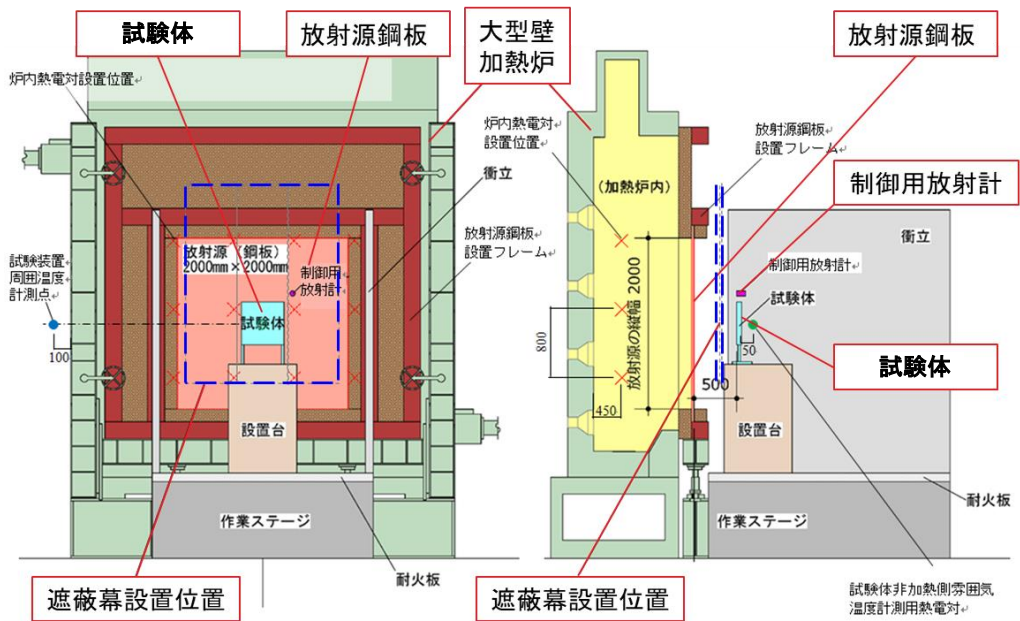 試験体
放射源鋼板
大型壁
加熱炉
放射源鋼板
炉内熱電対設置位置
炉内熱電対
設置位置
放射源鋼板
設置フレーム
(加熱炉内)
制御用放射計
衝立
衝立
放射源(鋼板)
2000mm×2000mm
放射源鋼板
設置フレーム
制御用
放射計
制御用放射計
試験装置
周囲温度
計測点
試験体
試験体
放射源の縦幅 2000
800
50
試験体
100
450
500
設置台
設置台
耐火板
作業ステージ
作業ステージ
耐火板
遮蔽幕設置位置
遮蔽幕設置位置
試験体非加熱側雰囲気
温度計測用熱電対